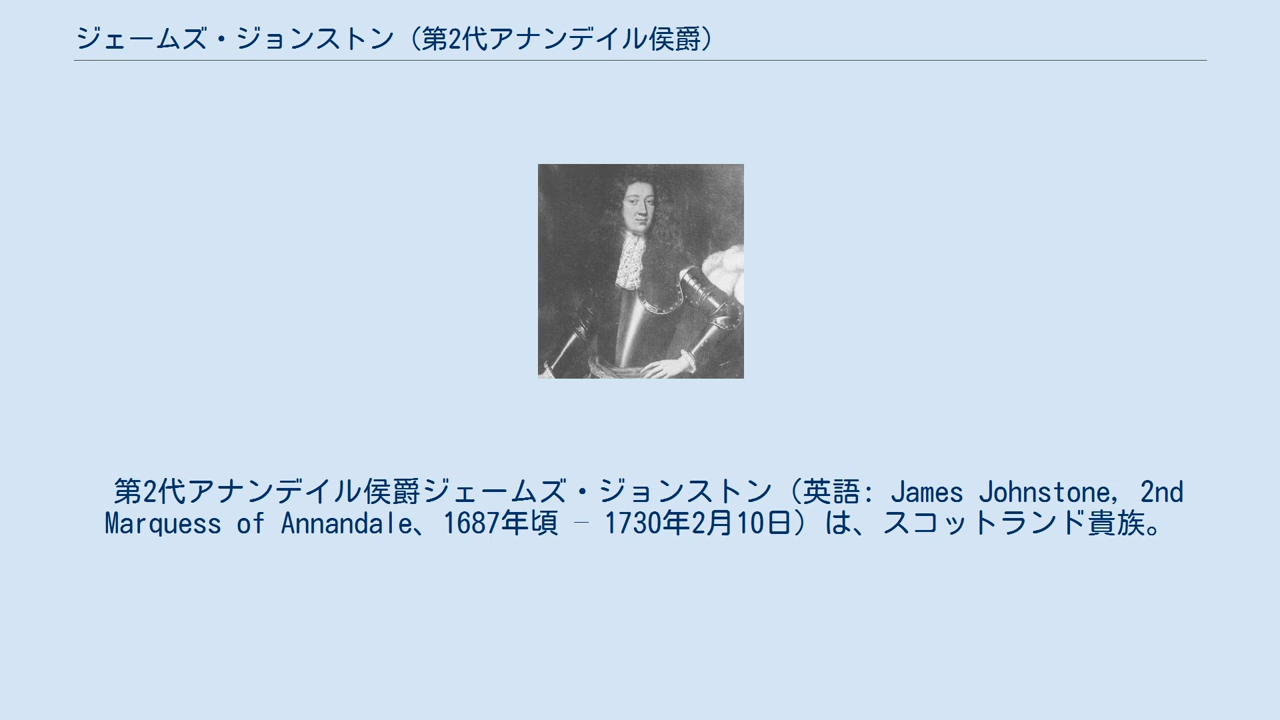 ジェームズ・ジョンストン（第2代アナンデイル侯爵）
第2代アナンデイル侯爵ジェームズ・ジョンストン（英語: James Johnstone, 2nd
Marquess of Annandale、1687年頃 – 1730年2月10日）は、スコットランド貴族。